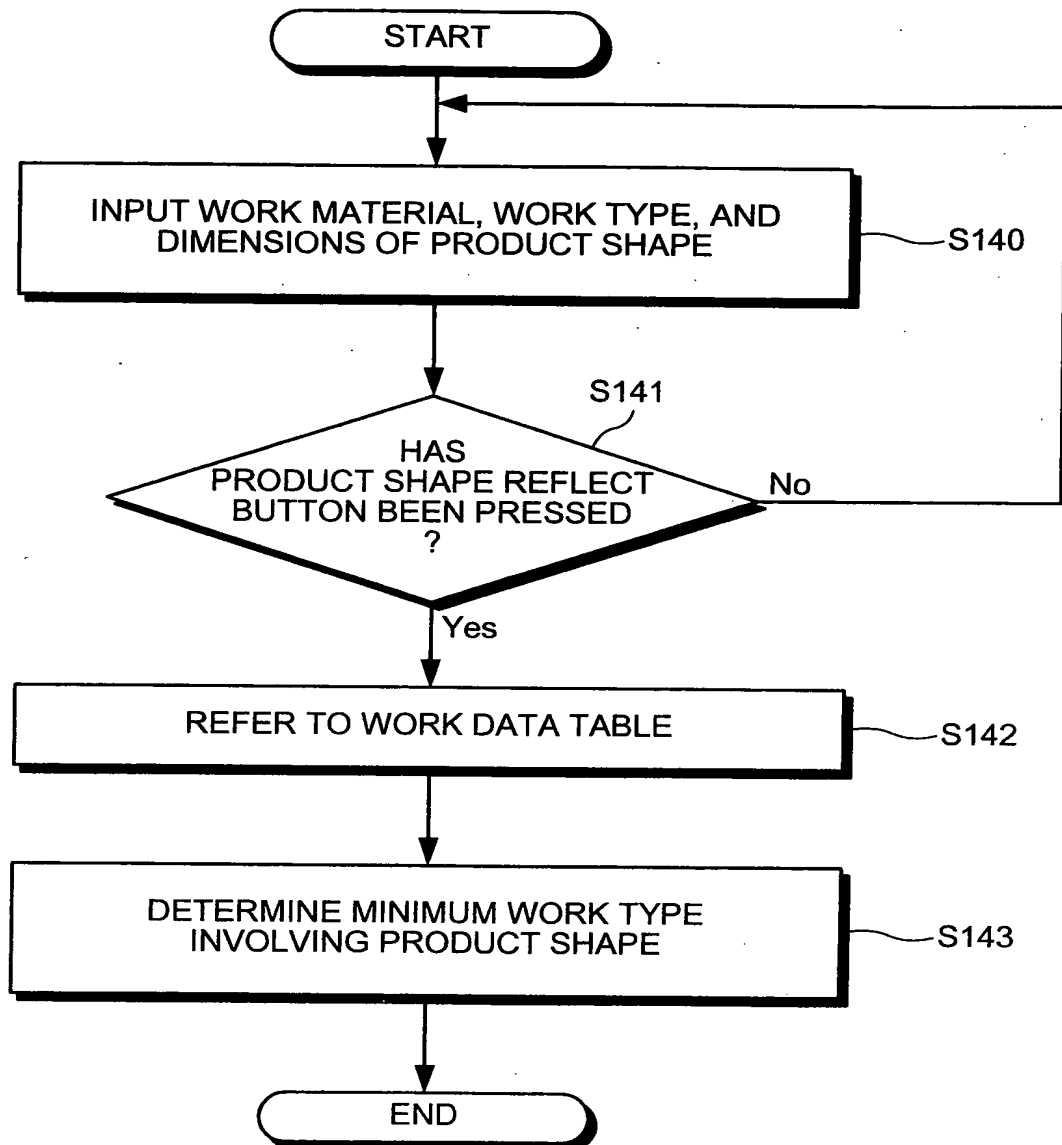 START
INPUT WORK MATERIAL, WORK TYPE, AND
DIMENSIONS OF PRODUCT SHAPE
S140
S141
HAS
PRODUCT SHAPE REFLECT
BUTTON BEEN PRESSED
?
No
Yes
REFER TO WORK DATA TABLE
S142
DETERMINE MINIMUM WORK TYPE
INVOLVING PRODUCT SHAPE
S143
END